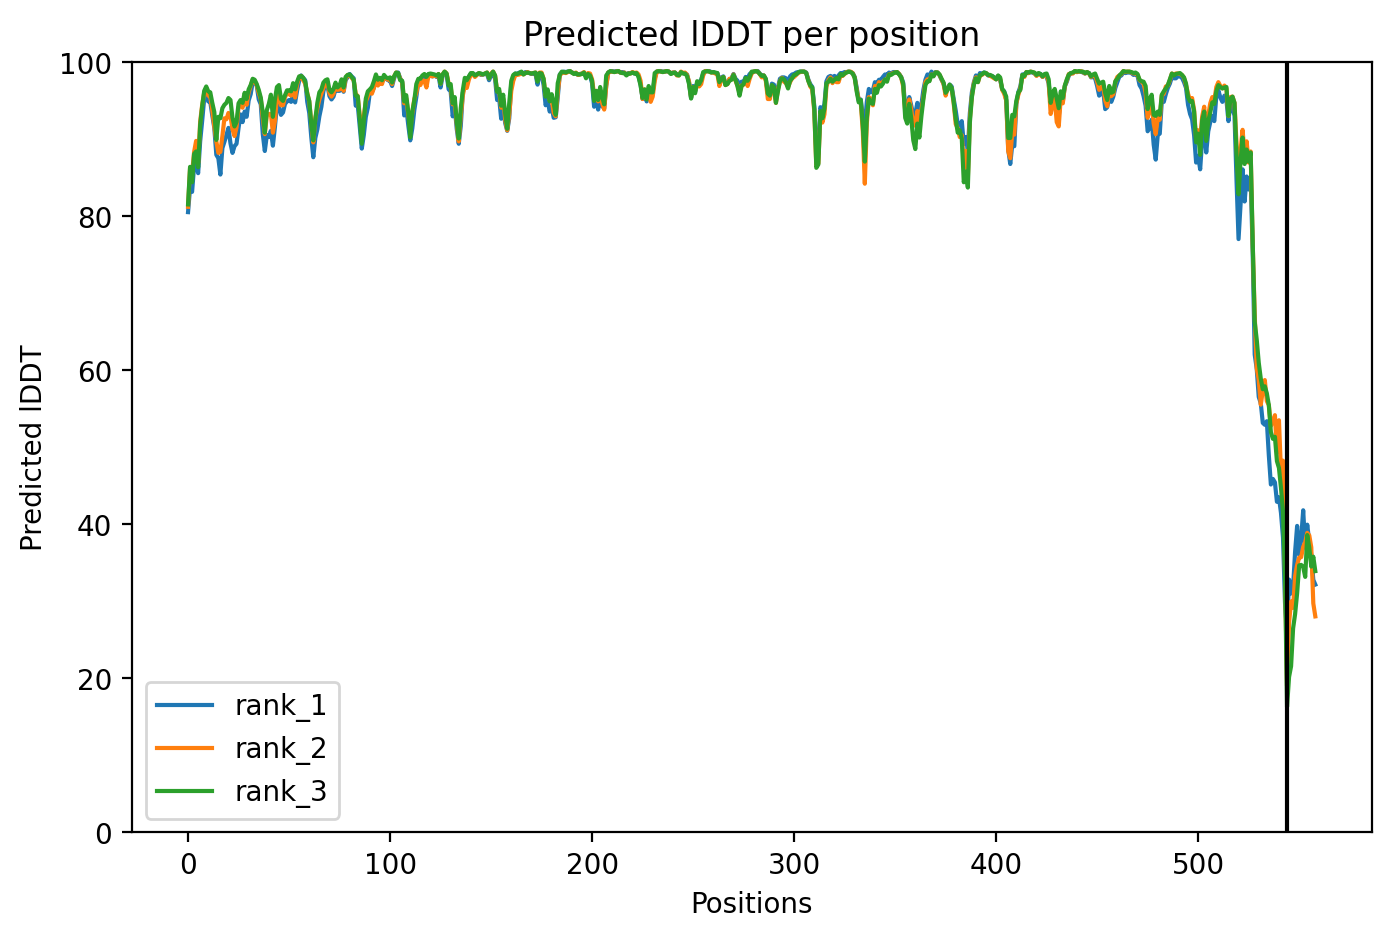 Predicted lDDT per position
Predicted lDDT
100
80
60
40
20
0
rank_1
rank_2
rank_3
0 100 200 300 400 500
Positions